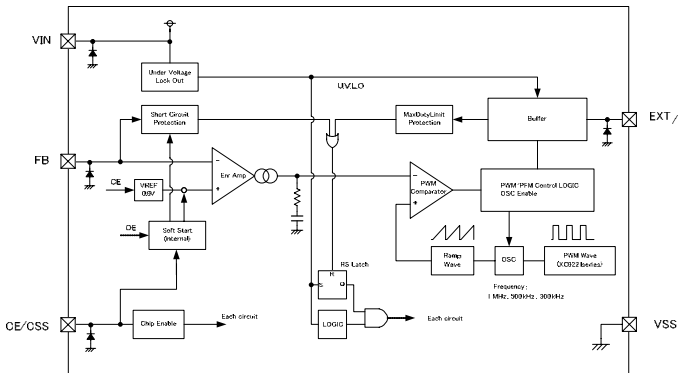 VIN
Under Voltage
Lock Out
U.V.L.O
Short Circuit
Protection
MaxDutyLimit
Protection
Buffer
EXT/
FB
CE
VREF
0.9V
-
+
Err Amp
-
+
PWM
Comparator
PWM/PFM Control LOGIC
OSC Enable
CE
Soft Start
(internal)
Ramp
Wave
OSC
PWM Wave
Frequency :
1 MHz, 500kHz, 300kHz
RS Latch
R
S
Q
LOGIC
Each circuit
CE/CSS
Chip Enable
Each circuit
VSS